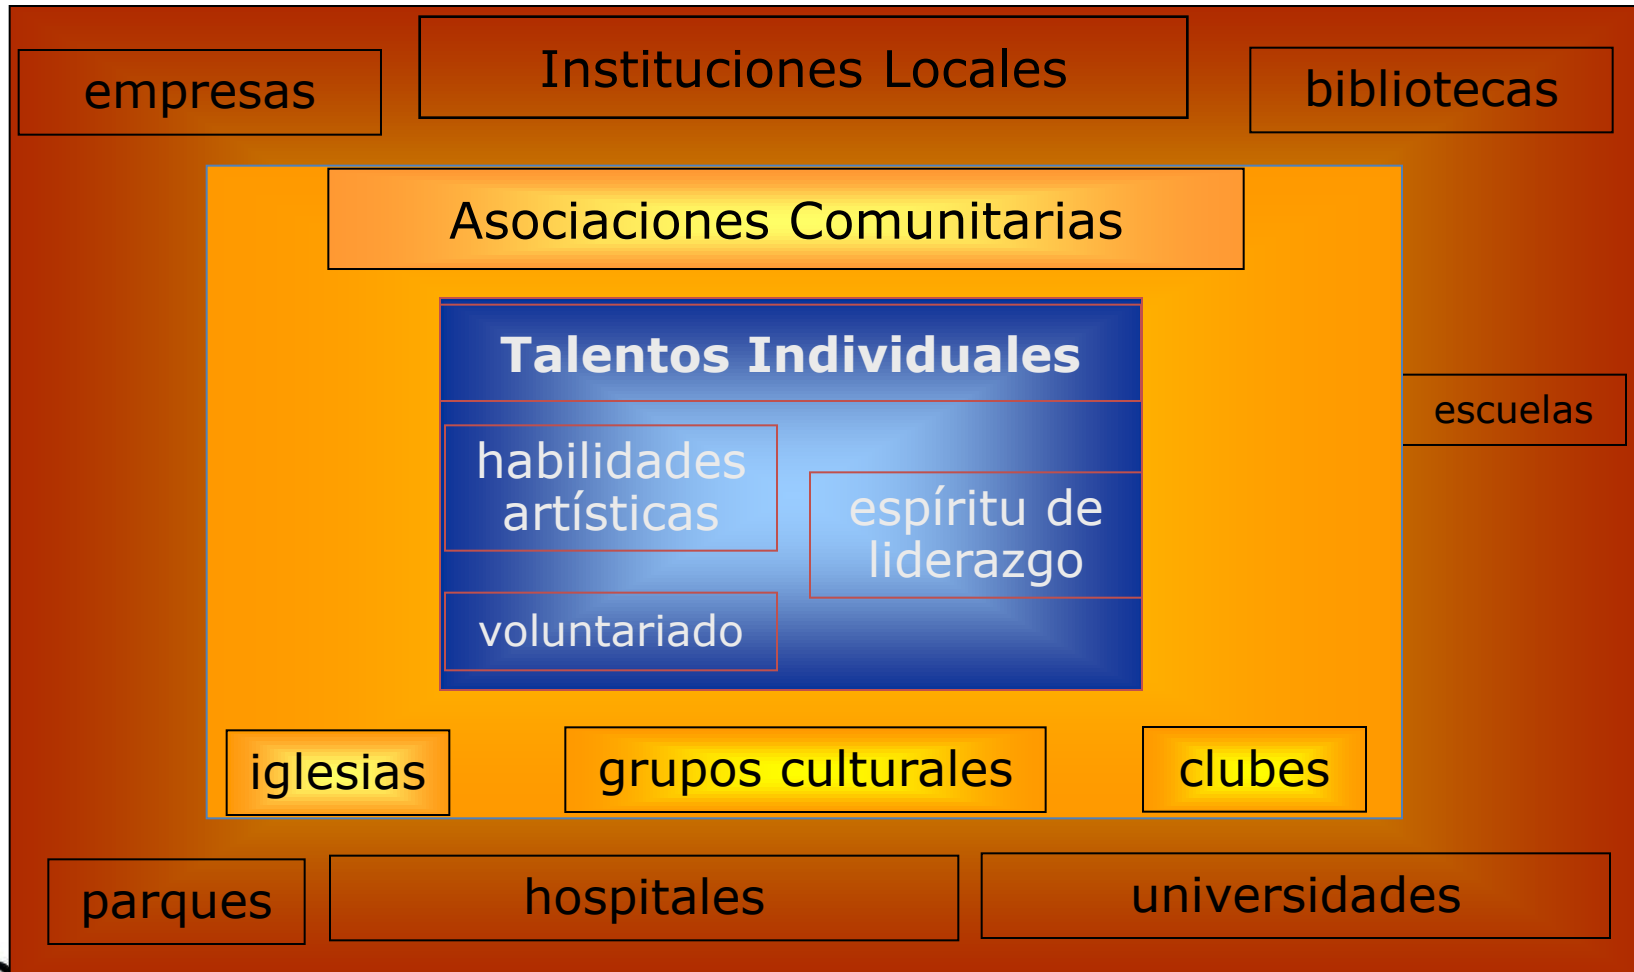 Instituciones Locales
empresas
bibliotecas
Asociaciones Comunitarias
Talentos Individuales
habilidades
artísticas
espíritu de
liderazgo
voluntariado
escuelas
iglesias
grupos culturales
clubes
parques
hospitales
universidades